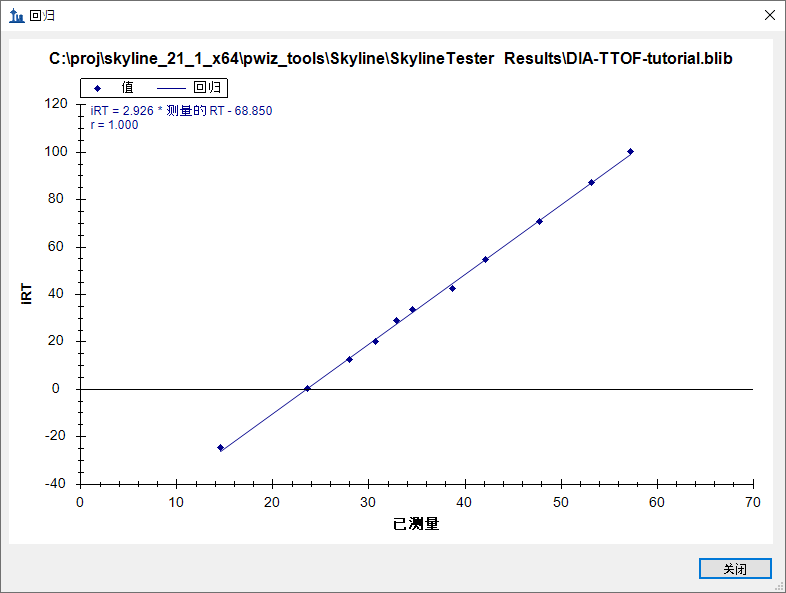 回归
C:\proj\skyline_21_1_x64\pwiz_tools\Skyline\SkylineTester Results\DIA-TTOF-tutorial.blib
值 回归
iRT = 2.926 * 测量的 RT - 68.850
r = 1.000
120
100
80
60
40
20
0
-20
-40
iRT
0 10 20 30 40 50 60 70
已测量
关闭